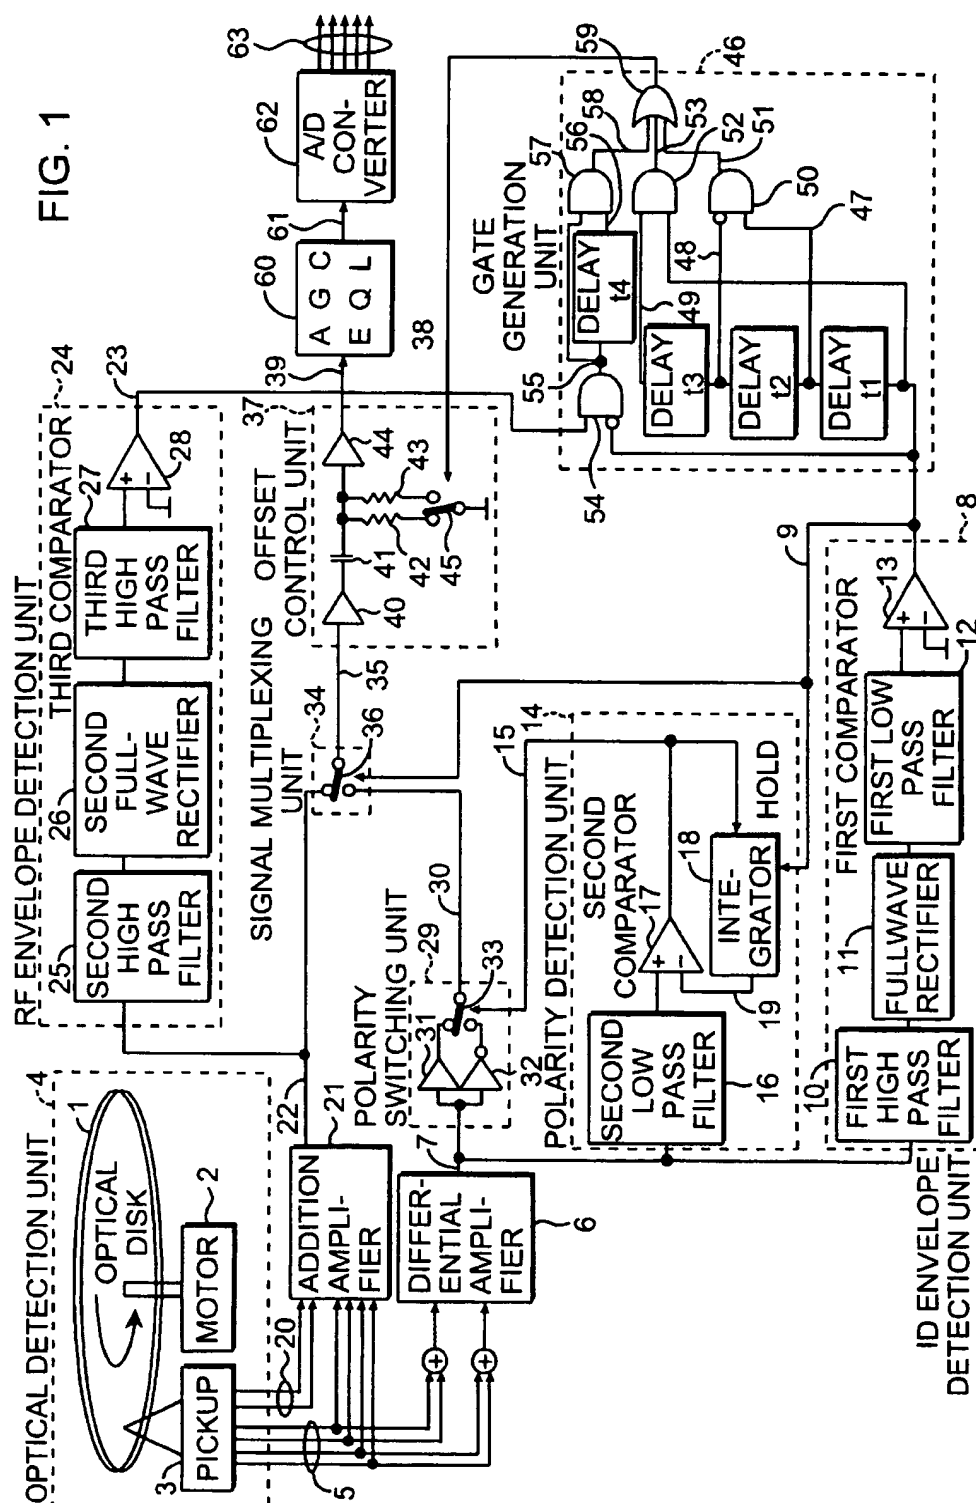 FIG. 1
OPTICAL DETECTION UNIT
4
1
OPTICAL
DISK
MOTOR
2
PICKUP
3
5
20
ADDITION
AMPLI-
FIER
21
22
DIFFER-
ENTIAL
AMPLI-
FIER
6
7
RF ENVELOPE DETECTION UNIT
24
25
SECOND
HIGH
PASS
FILTER
26
SECOND
FULL-
WAVE
RECTIFIER
THIRD COMPARATOR
27
THIRD
HIGH
PASS
FILTER
+
−
28
23
POLARITY
SWITCHING UNIT
29
31
32
33
30
SIGNAL MULTIPLEXING
UNIT
34
36
35
OFFSET
CONTROL UNIT
37
40
41
42
43
44
45
38
39
A G C
E Q L
60
61
A/D
CON-
VERTER
62
63
POLARITY DETECTION UNIT
14
15
SECOND
LOW
PASS
FILTER
16
SECOND
COMPARATOR
17
+
−
18
INTE-
GRATOR
19
HOLD
ID ENVELOPE
DETECTION UNIT
10
FIRST
HIGH
PASS
FILTER
11
FULLWAVE
RECTIFIER
FIRST COMPARATOR
FIRST LOW
PASS
FILTER
12
13
+
−
8
9
GATE
GENERATION
UNIT
46
DELAY
t1
DELAY
t2
DELAY
t3
DELAY
t4
47
48
49
50
51
52
53
54
55
56
57
58
59
+
+